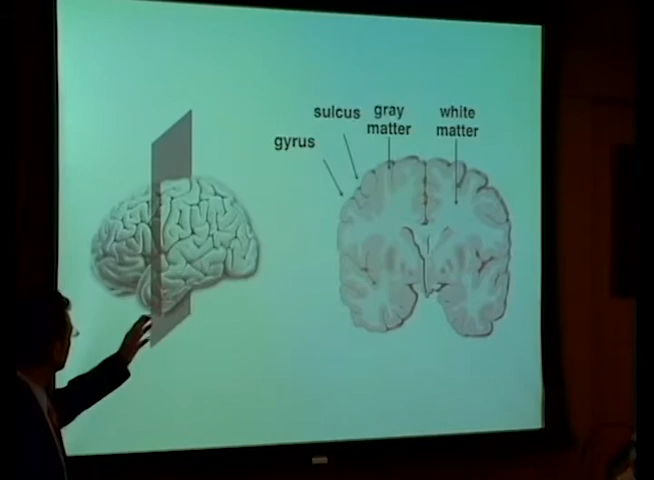 sulcus
gray
matter
white
matter
gyrus